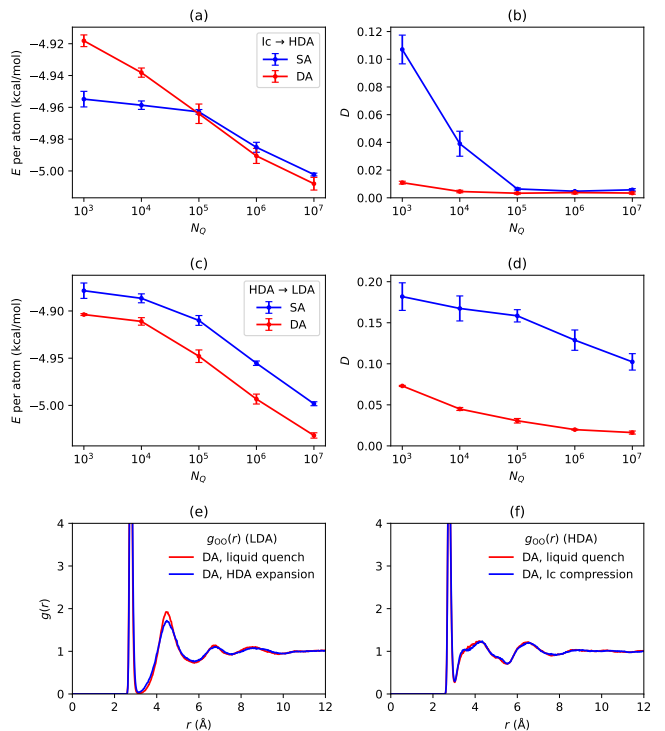 (a)
E per atom (kcal/mol)
−4.92
−4.94
−4.96
−4.98
−5.00
Ic → HDA
SA
DA
10³ 10⁴ 10⁵ 10⁶ 10⁷
N_Q
(b)
D
0.12
0.10
0.08
0.06
0.04
0.02
0.00
10³ 10⁴ 10⁵ 10⁶ 10⁷
N_Q
(c)
E per atom (kcal/mol)
−4.90
−4.95
−5.00
HDA → LDA
SA
DA
10³ 10⁴ 10⁵ 10⁶ 10⁷
N_Q
(d)
D
0.20
0.15
0.10
0.05
0.00
10³ 10⁴ 10⁵ 10⁶ 10⁷
N_Q
(e)
g(r)
4
3
2
1
0
g_OO(r) (LDA)
DA, liquid quench
DA, HDA expansion
0 2 4 6 8 10 12
r (Å)
(f)
4
3
2
1
0
g_OO(r) (HDA)
DA, liquid quench
DA, Ic compression
0 2 4 6 8 10 12
r (Å)